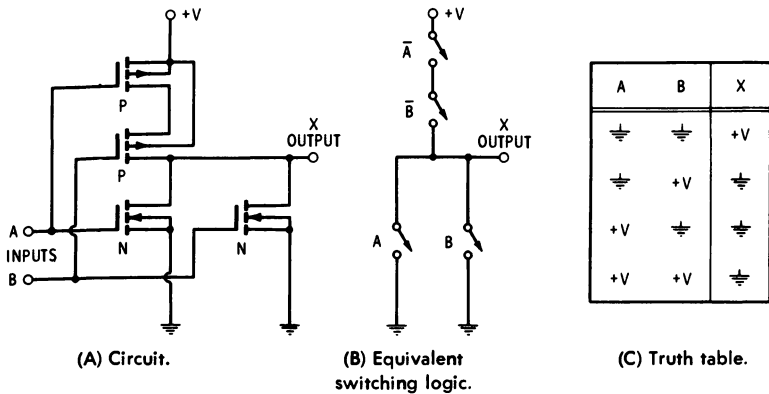 +V
P
P
X
OUTPUT
A
INPUTS
B
N
N
(A) Circuit.
+V
A̅
B̅
X
OUTPUT
A
B
(B) Equivalent
switching logic.
A B X
+V
+V
+V
+V +V
(C) Truth table.